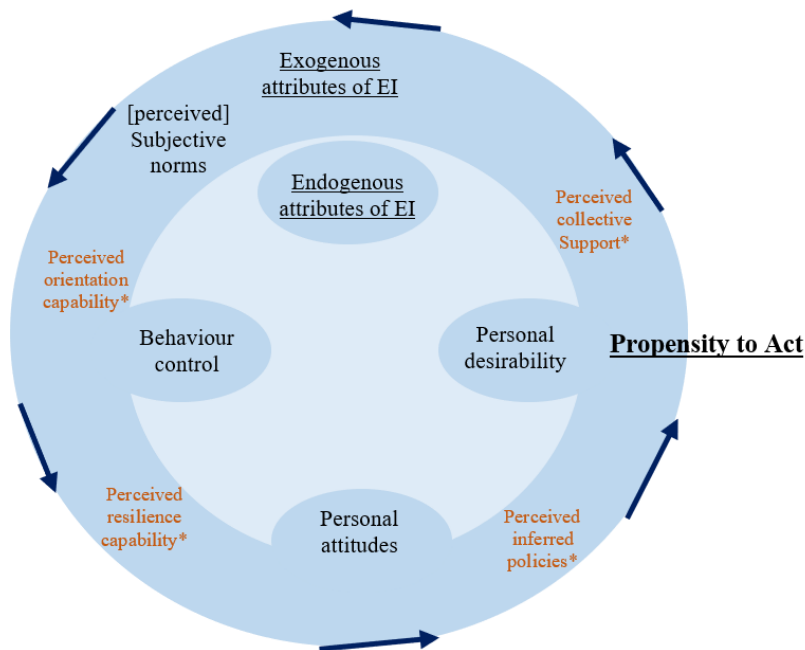 Exogenous
attributes of EI
[perceived]
Subjective
norms
Endogenous
attributes of EI
Perceived
collective
Support*
Perceived
orientation
capability*
Behaviour
control
Personal
desirability
Propensity to Act
Perceived
resilience
capability*
Personal
attitudes
Perceived
inferred
policies*